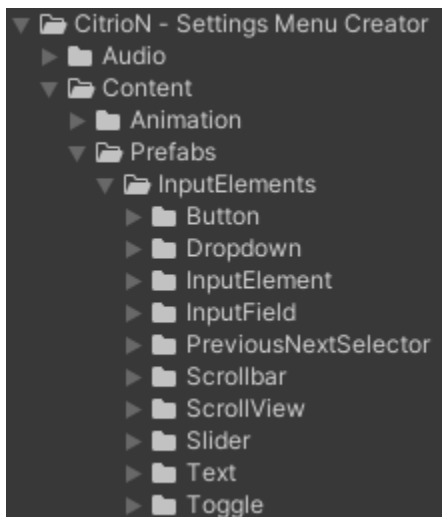 CitrioN - Settings Menu Creator
Audio
Content
Animation
Prefabs
InputElements
Button
Dropdown
InputElement
InputField
PreviousNextSelector
Scrollbar
ScrollView
Slider
Text
Toggle